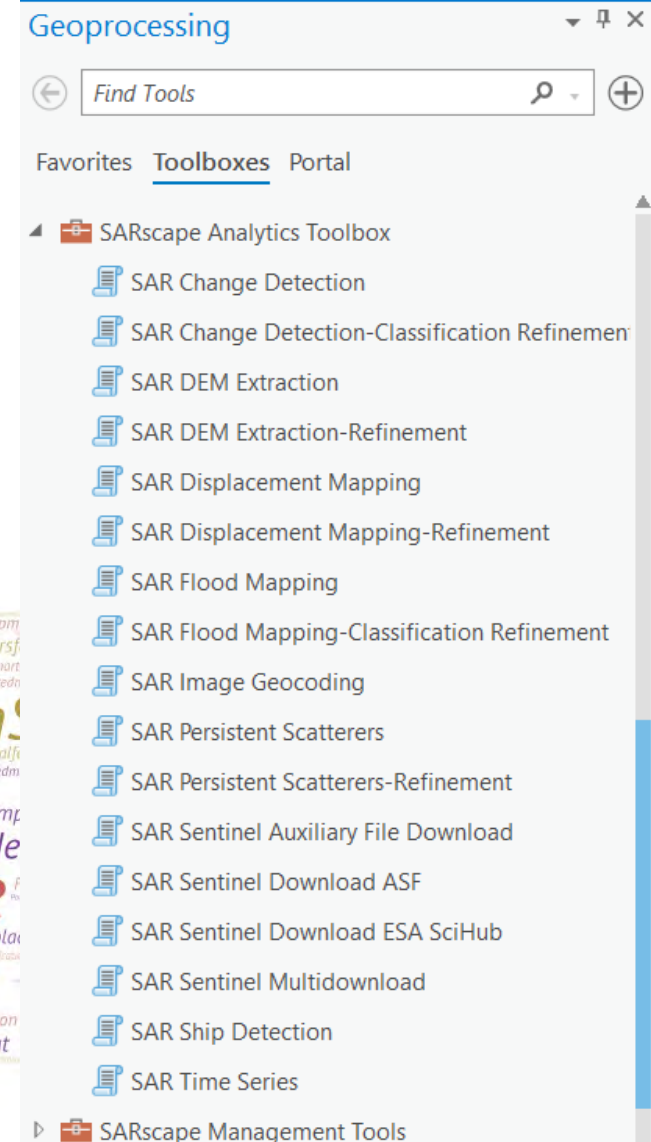 Geoprocessing
Find Tools
Favorites Toolboxes Portal
SARscape Analytics Toolbox
SAR Change Detection
SAR Change Detection-Classification Refinemen
SAR DEM Extraction
SAR DEM Extraction-Refinement
SAR Displacement Mapping
SAR Displacement Mapping-Refinement
SAR Flood Mapping
SAR Flood Mapping-Classification Refinement
SAR Image Geocoding
SAR Persistent Scatterers
SAR Persistent Scatterers-Refinement
SAR Sentinel Auxiliary File Download
SAR Sentinel Download ASF
SAR Sentinel Download ESA SciHub
SAR Sentinel Multidownload
SAR Ship Detection
SAR Time Series
SARscape Management Tools